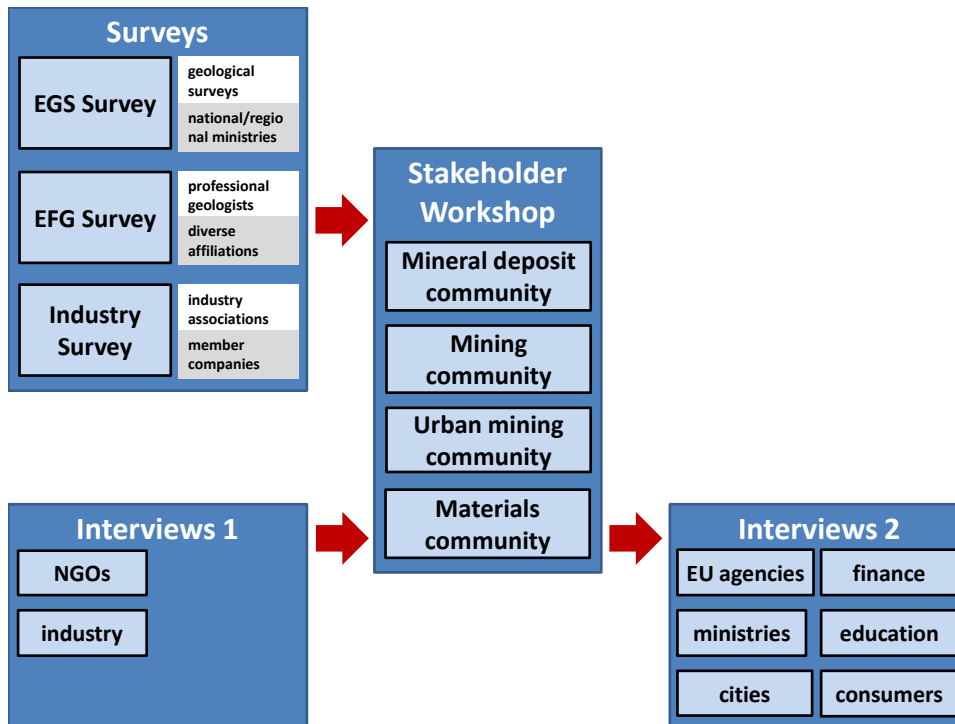 Surveys
EGS Survey
geological
surveys
national/regio
nal ministries
EFG Survey
professional
geologists
diverse
affiliations
Industry
Survey
industry
associations
member
companies
Stakeholder
Workshop
Mineral deposit
community
Mining
community
Urban mining
community
Materials
community
Interviews 1
NGOs
industry
Interviews 2
EU agencies
finance
ministries
education
cities
consumers